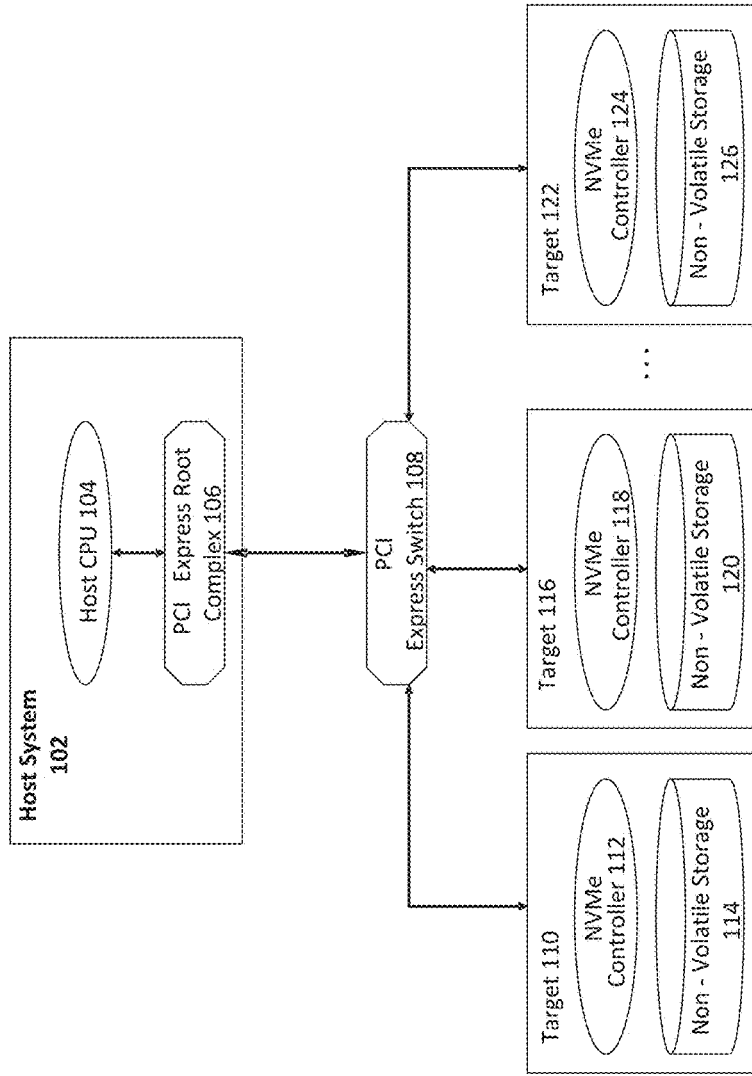 Host System
102
Host CPU 104
PCI Express Root
Complex 106
PCI
Express Switch 108
Target 110
NVMe
Controller 112
Non - Volatile Storage
114
Target 116
NVMe
Controller 118
Non - Volatile Storage
120
...
Target 122
NVMe
Controller 124
Non - Volatile Storage
126